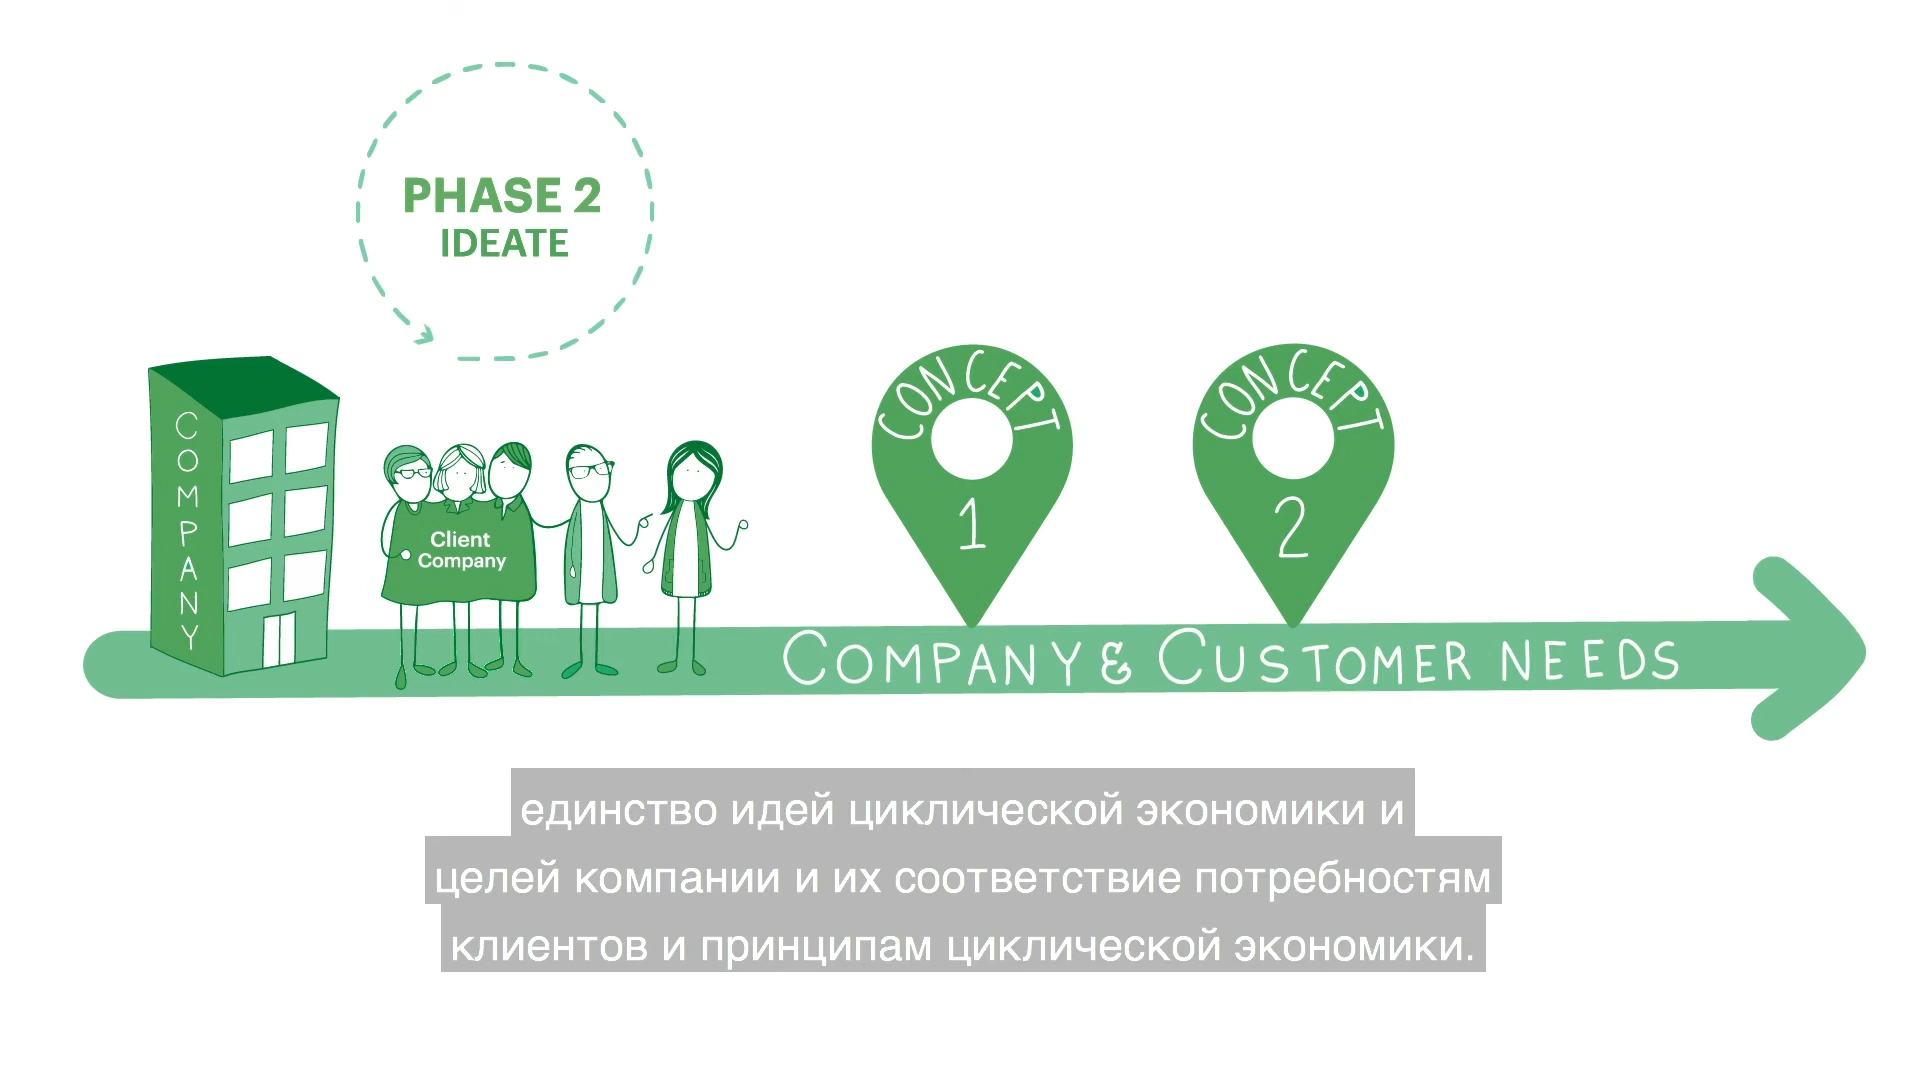 PHASE 2
IDEATE
COMPANY
Client
Company
CONCEPT
1
CONCEPT
2
COMPANY & CUSTOMER NEEDS
единство идей циклической экономики и
целей компании и их соответствие потребностям
клиентов и принципам циклической экономики.